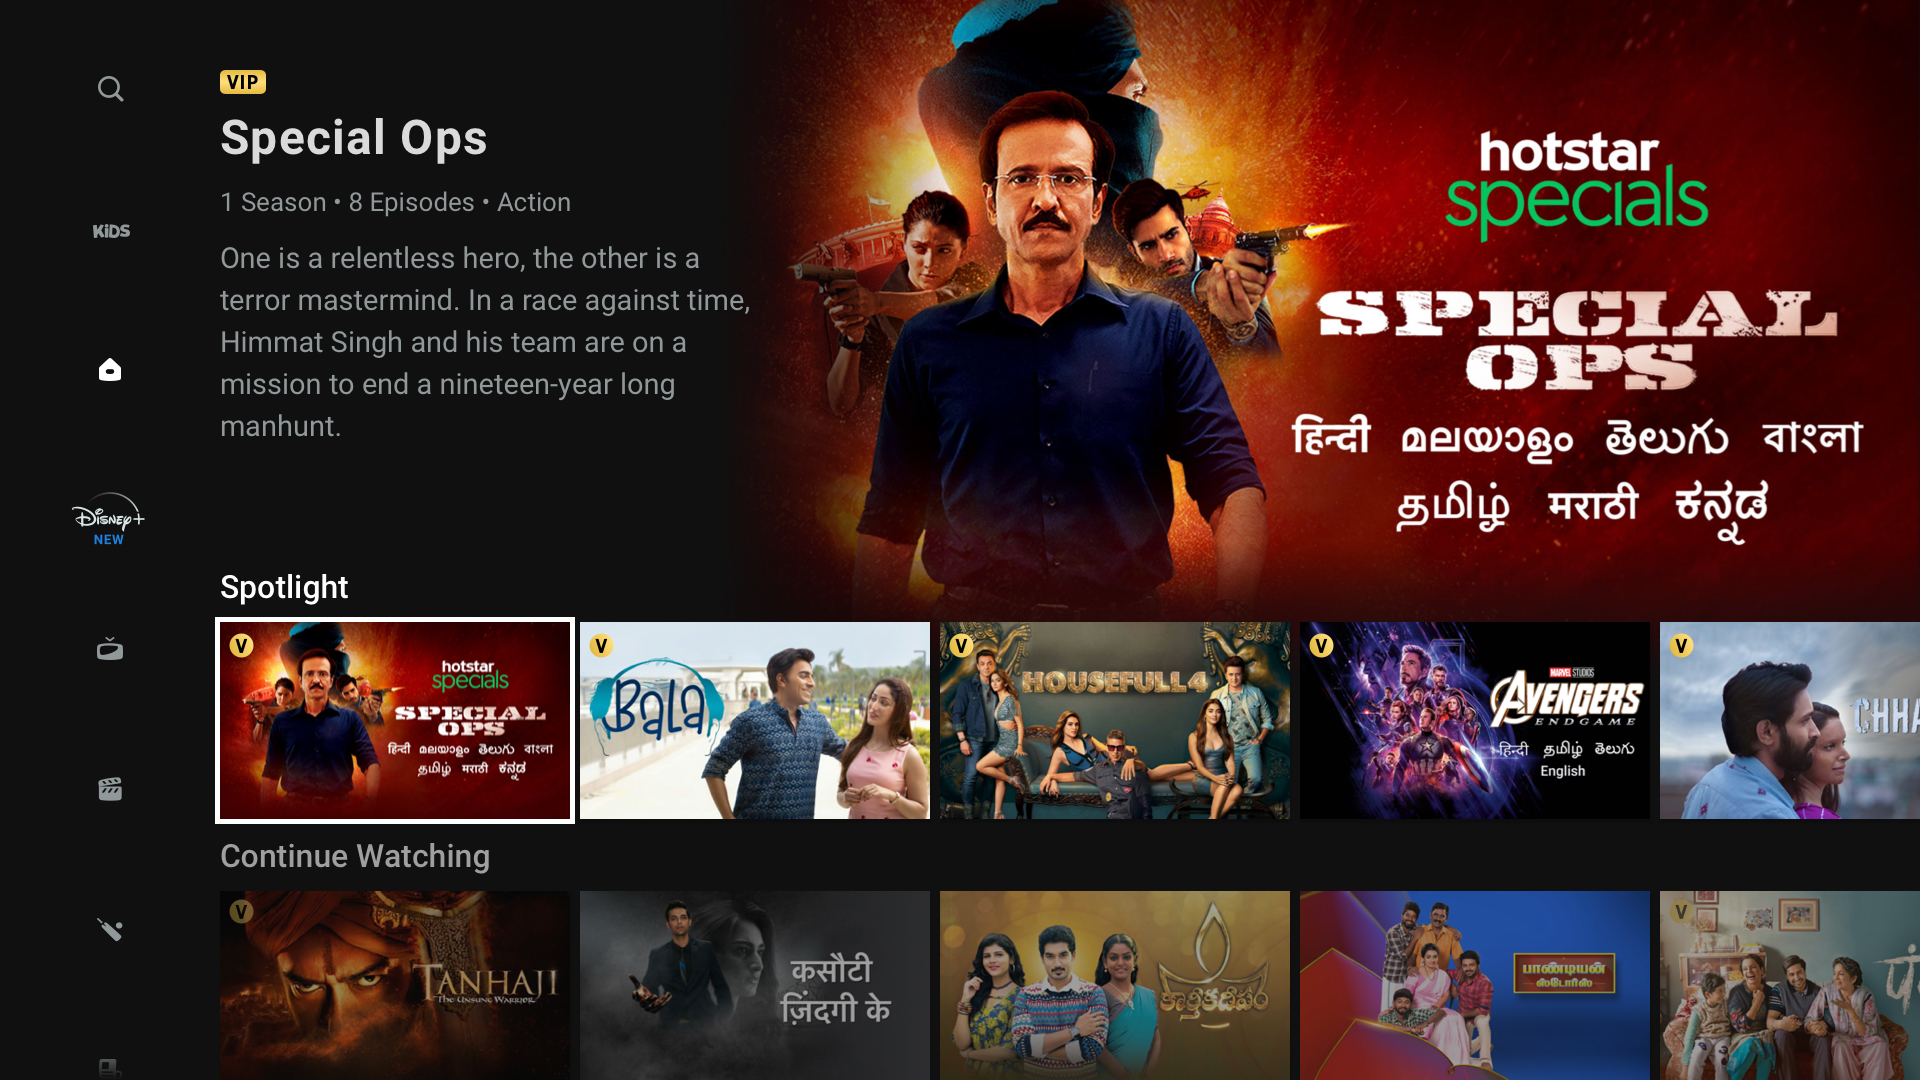 VIP
Special Ops
1 Season • 8 Episodes • Action
One is a relentless hero, the other is a
terror mastermind. In a race against time,
Himmat Singh and his team are on a
mission to end a nineteen-year long
manhunt.
hotstar
specials
SPECIAL
OPS
हिन्दी മലയാളം తెలుగు বাংলা
தமிழ் मराठी ಕನ್ನಡ
KiDS
Disney+
NEW
Spotlight
V
hotstar
specials
SPECIAL
OPS
हिन्दी മലയാളം తెలుగు বাংলা
தமிழ் मराठी ಕನ್ನಡ
V
Bala
V
HOUSEFULL 4
V
MARVEL STUDIOS
AVENGERS
ENDGAME
हिन्दी தமிழ் తెలుగు
English
V
CHHA
Continue Watching
V
TANHAJI
The Unsung Warrior
कसौटी
ज़िंदगी के
కార్తీకదీపం
பாண்டியன்
ஸ்டோர்ஸ்
V